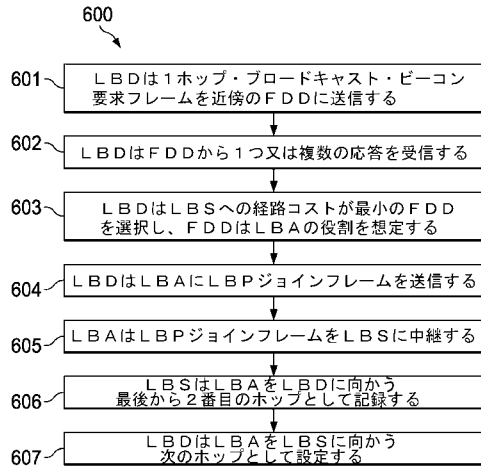 600
601
LBDは1ホップ・ブロードキャスト・ビーコン
要求フレームを近傍のFDDに送信する
602
LBDはFDDから1つ又は複数の応答を受信する
603
LBDはLBSへの経路コストが最小のFDD
を選択し、FDDはLBAの役割を想定する
604
LBDはLBAにLBPジョインフレームを送信する
605
LBAはLBPジョインフレームをLBSに中継する
606
LBSはLBAをLBDに向かう
最後から2番目のホップとして記録する
607
LBDはLBAをLBSに向かう
次のホップとして設定する